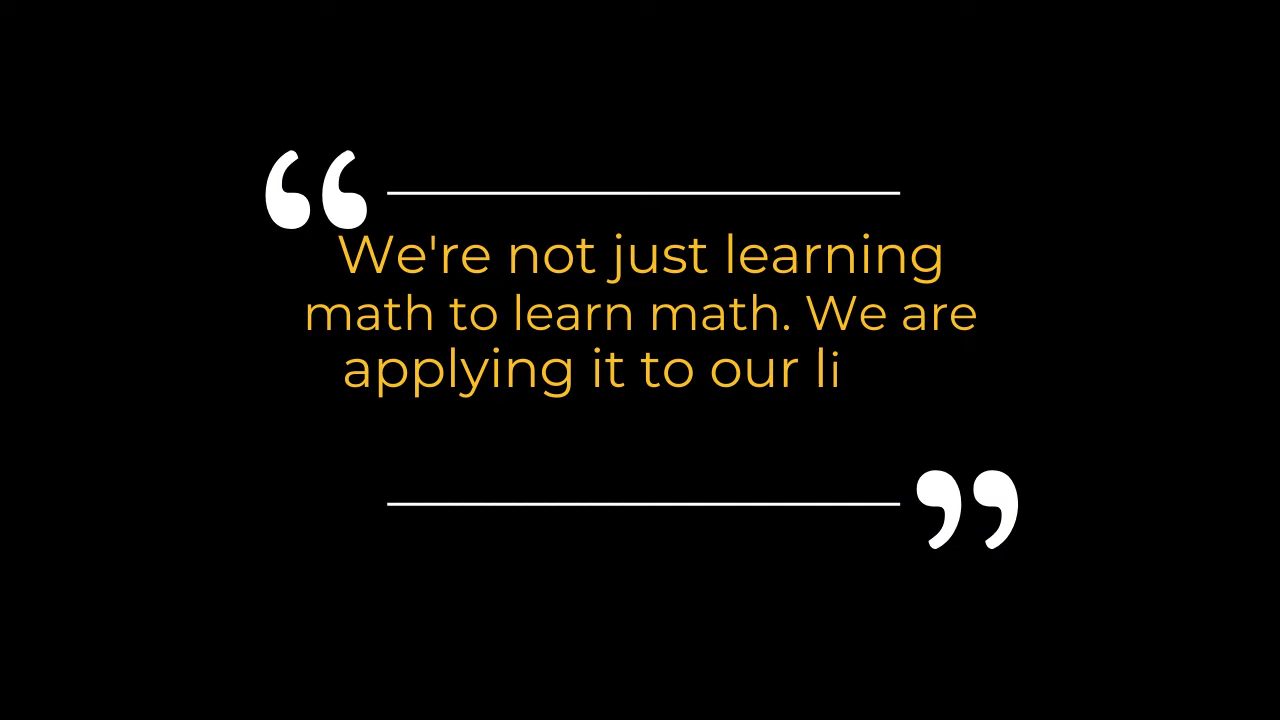 We're not just learning
math to learn math. We are
applying it to our li